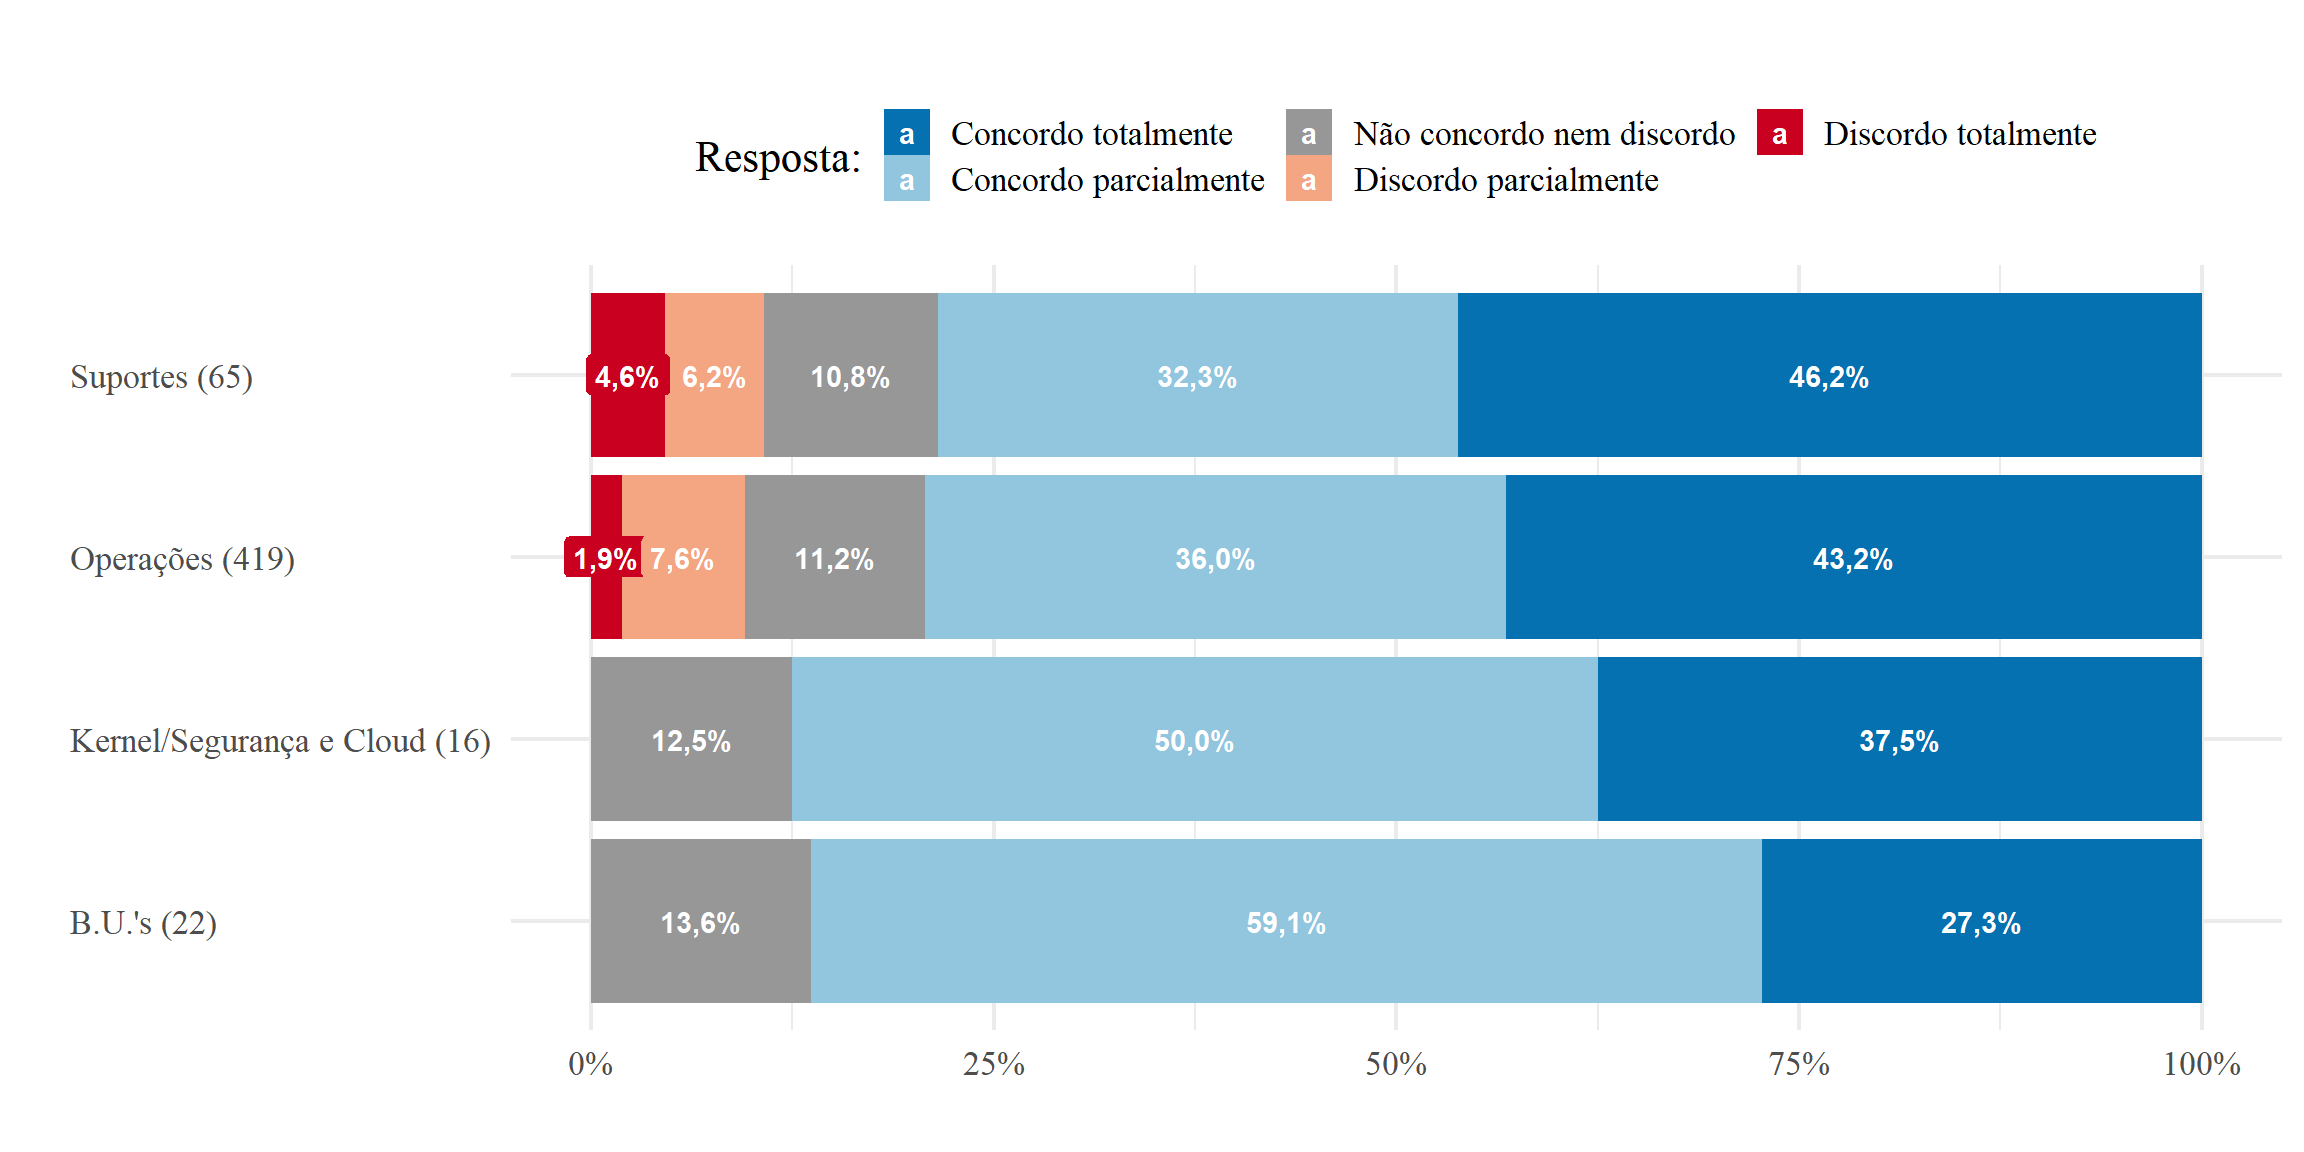 Resposta:
a Concordo totalmente a Não concordo nem discordo a Discordo totalmente
a Concordo parcialmente a Discordo parcialmente
Suportes (65) 4,6% 6,2% 10,8% 32,3% 46,2%
Operações (419) 1,9% 7,6% 11,2% 36,0% 43,2%
Kernel/Segurança e Cloud (16) 12,5% 50,0% 37,5%
B.U.'s (22) 13,6% 59,1% 27,3%
0% 25% 50% 75% 100%